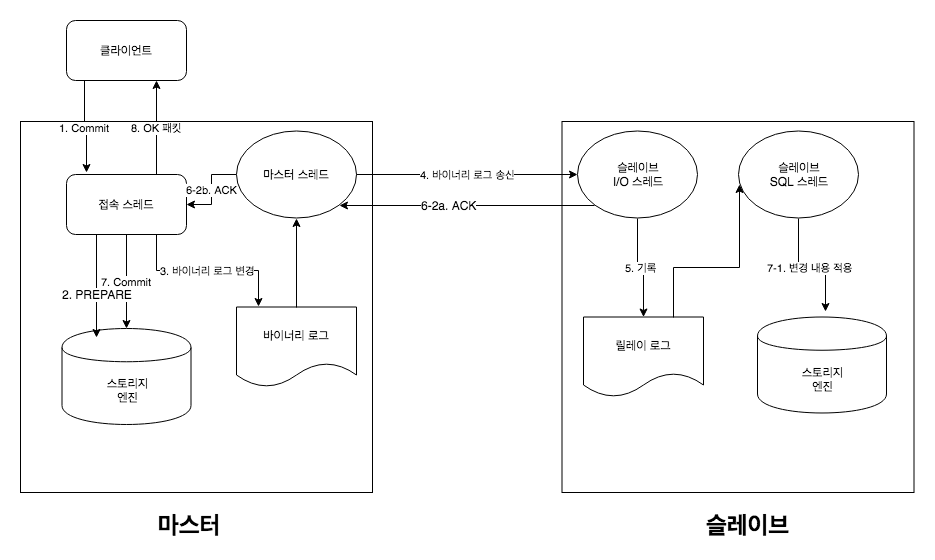 클라이언트
1. Commit
8. OK 패킷
마스터 스레드
슬레이브
I/O 스레드
슬레이브
SQL 스레드
4. 바이너리 로그 송신
6-2b. ACK
6-2a. ACK
접속 스레드
3. 바이너리 로그 변경
5. 기록
7-1. 변경 내용 적용
7. Commit
2. PREPARE
바이너리 로그
릴레이 로그
스토리지
엔진
스토리지
엔진
마스터
슬레이브